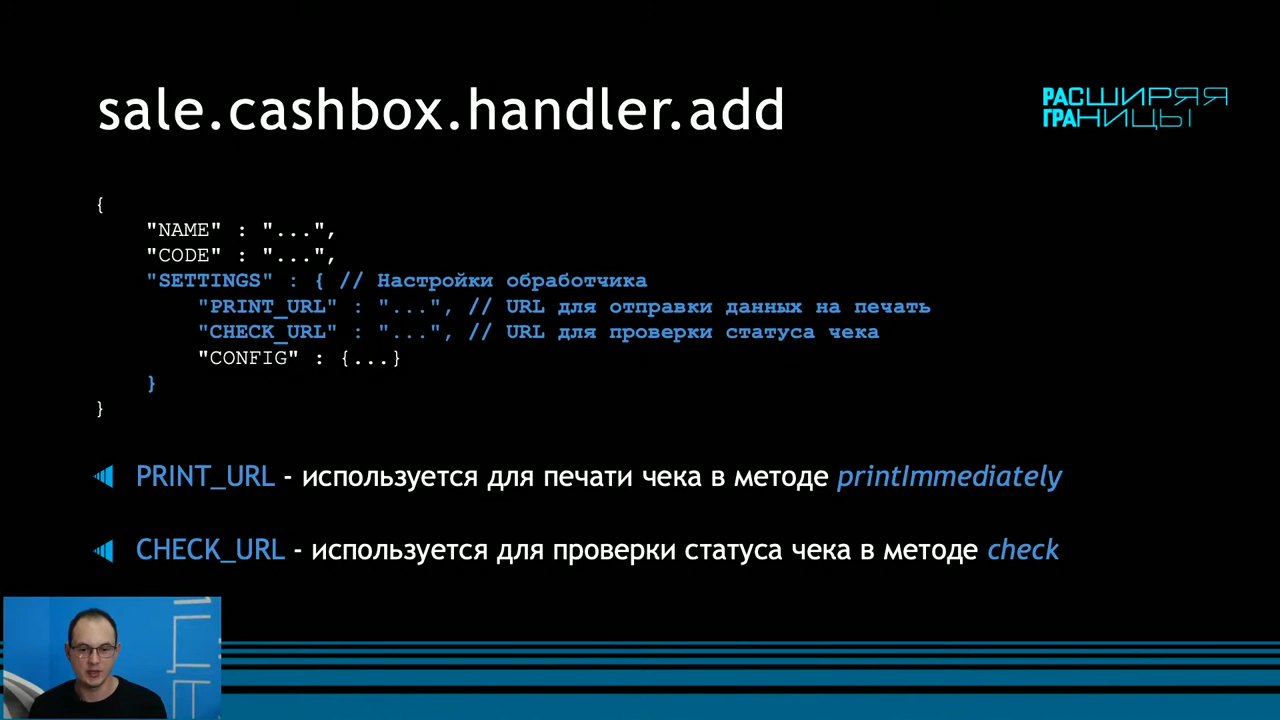 sale.cashbox.handler.add
РАСШИРЯЯ
ГРАНИЦЫ
{
"NAME" : "...",
"CODE" : "...",
"SETTINGS" : { // Настройки обработчика
"PRINT_URL" : "...", // URL для отправки данных на печать
"CHECK_URL" : "...", // URL для проверки статуса чека
"CONFIG" : {...}
}
}
PRINT_URL - используется для печати чека в методе printImmediately
CHECK_URL - используется для проверки статуса чека в методе check